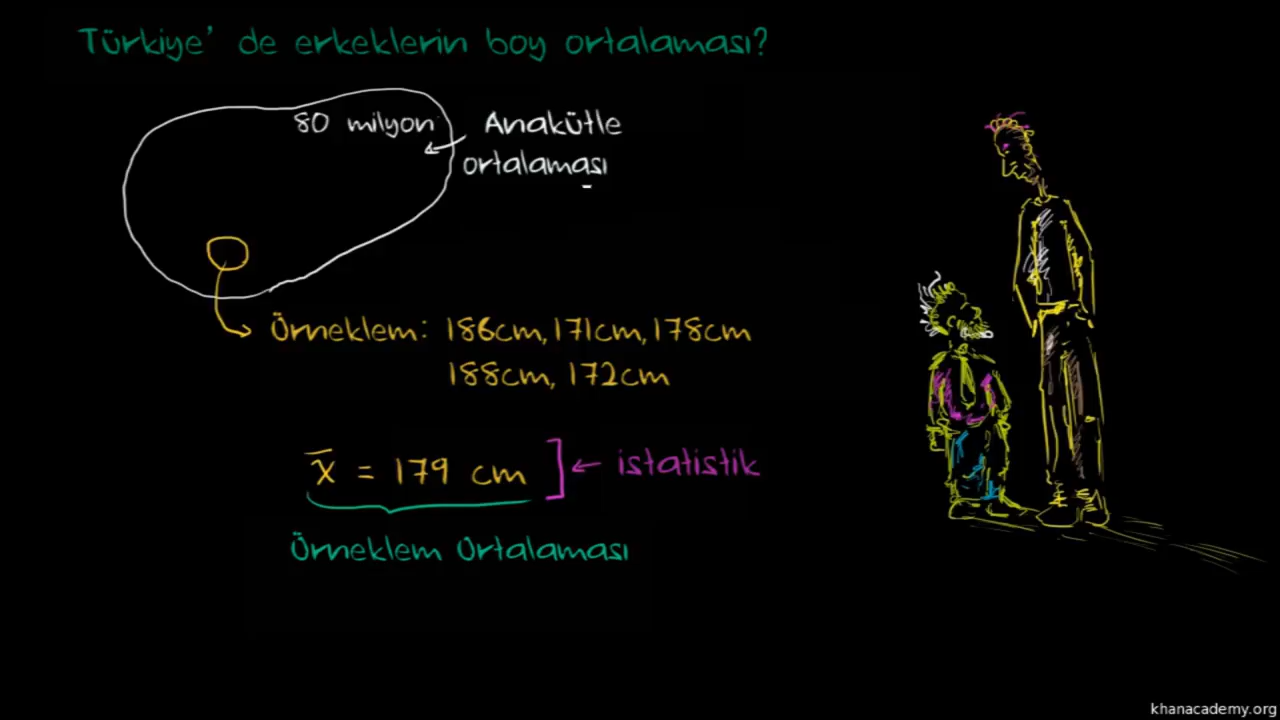 Türkiye' de erkeklerin boy ortalaması?
80 milyon
Anakütle
ortalaması
Örneklem: 186cm, 171cm, 178cm
188cm, 172cm
x̅ = 179 cm ] ← istatistik
Örneklem Ortalaması
khanacademy.org